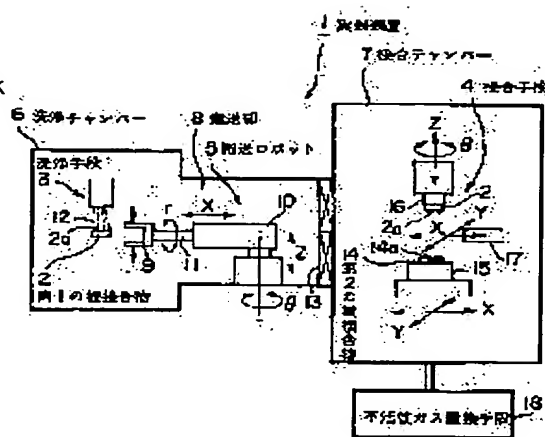 1 実装装置
7 接合チャンバー
4 接合手段
6 洗浄チャンバー
8 搬送部
5 搬送ロボット
洗浄手段
3
12
2a
2
第1の被接合物
9
r
X
11
10
Z
θ
13
Z
θ
16
2
2a
X
Y
14a
14 第2の被接合物
15
17
X
Y
不活性ガス置換手段
18